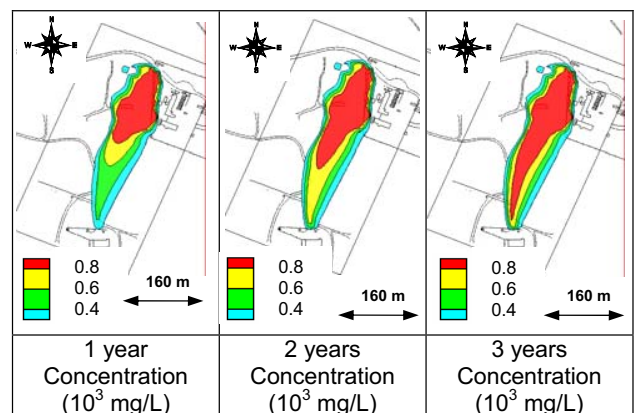 N
W E
S
0.8
0.6
0.4
160 m
1 year
Concentration
(10³ mg/L)
N
W E
S
0.8
0.6
0.4
160 m
2 years
Concentration
(10³ mg/L)
N
W E
S
0.8
0.6
0.4
160 m
3 years
Concentration
(10³ mg/L)